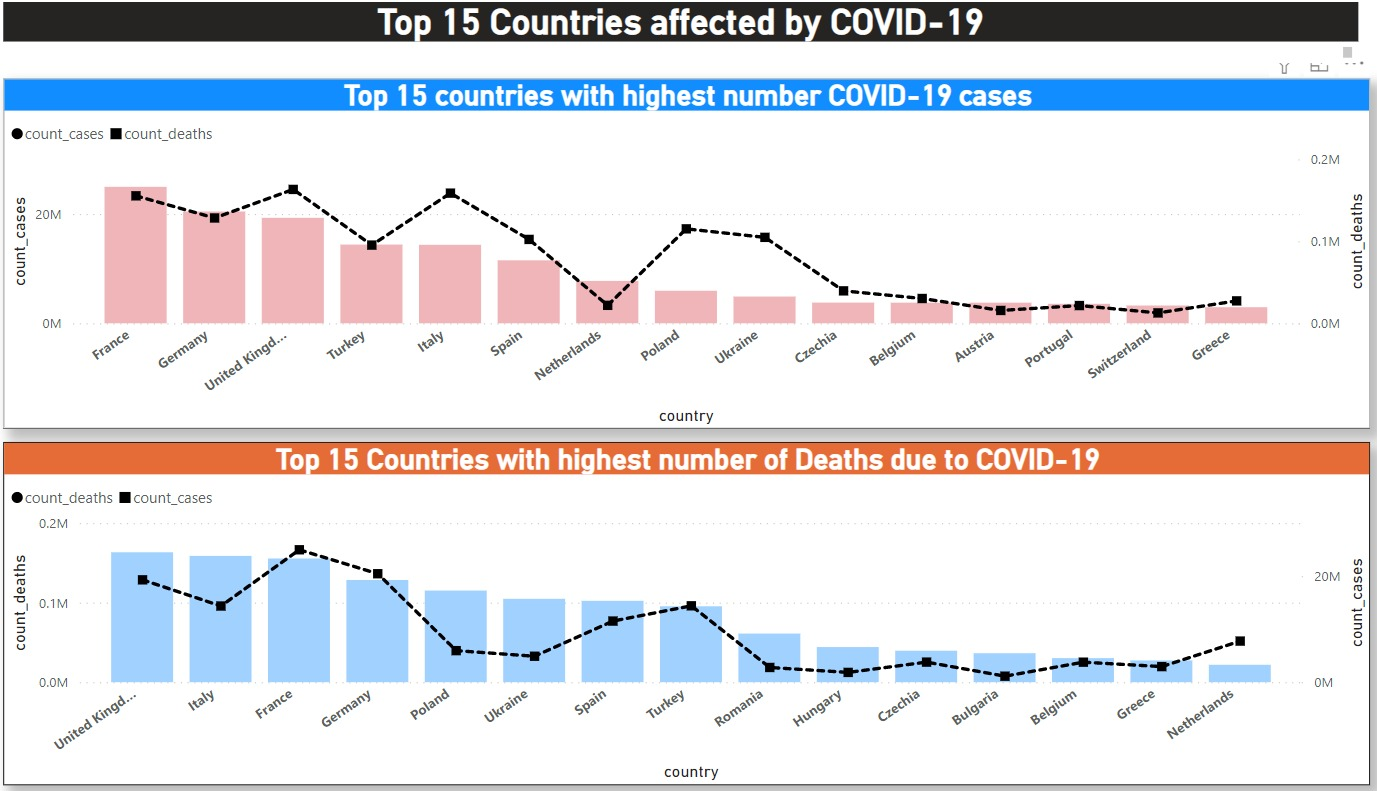 Top 15 Countries affected by COVID-19
Top 15 countries with highest number COVID-19 cases
count_cases count_deaths
count_cases
20M
0M
0.2M
0.1M
0.0M
count_deaths
France Germany United Kingd... Turkey Italy Spain Netherlands Poland Ukraine Czechia Belgium Austria Portugal Switzerland Greece
country
Top 15 Countries with highest number of Deaths due to COVID-19
count_deaths count_cases
count_deaths
0.2M
0.1M
0.0M
20M
0M
count_cases
United Kingd... Italy France Germany Poland Ukraine Spain Turkey Romania Hungary Czechia Bulgaria Belgium Greece Netherlands
country